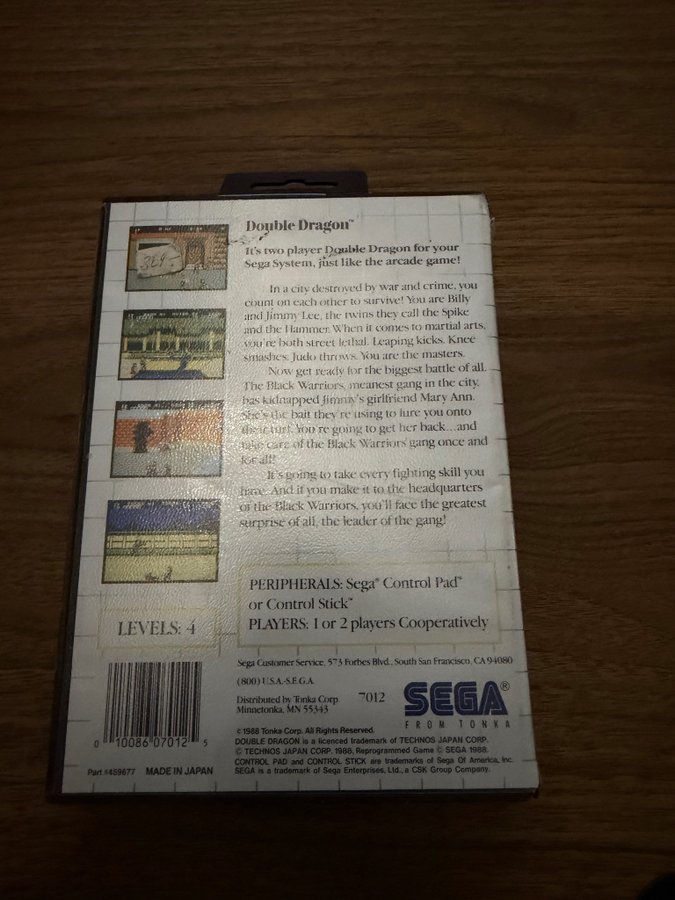 Double Dragon™
It's two player Double Dragon for your
Sega System, just like the arcade game!
In a city destroyed by war and crime, you
count on each other to survive! You are Billy
and Jimmy Lee, the twins they call the Spike
and the Hammer. When it comes to martial arts,
you're both street lethal. Leaping kicks. Knee
smashes. Judo throws. You are the masters.
Now get ready for the biggest battle of all.
The Black Warriors, meanest gang in the city,
has kidnapped Jimmy's girlfriend Mary Ann.
She's the bait they're using to lure you onto
their turf. You're going to get her back...and
take care of the Black Warriors' gang once and
for all!
It's going to take every fighting skill you
have. And if you make it to the headquarters
of the Black Warriors, you'll face the greatest
surprise of all, the leader of the gang!
PERIPHERALS: Sega® Control Pad™
or Control Stick™
PLAYERS: 1 or 2 players Cooperatively
LEVELS: 4
Sega Customer Service, 573 Forbes Blvd., South San Francisco, CA 94080
(800) U.S.A.-S.E.G.A.
Distributed by Tonka Corp.
Minnetonka, MN 55343
7012
SEGA®
FROM TONKA
© 1988 Tonka Corp. All Rights Reserved.
DOUBLE DRAGON is a licenced trademark of TECHNOS JAPAN CORP.
© TECHNOS JAPAN CORP. 1988, Reprogrammed Game © SEGA 1988.
CONTROL PAD and CONTROL STICK are trademarks of Sega Of America, Inc.
SEGA is a trademark of Sega Enterprises, Ltd., a CSK Group Company.
0 10086 07012 5
Part #459677 MADE IN JAPAN